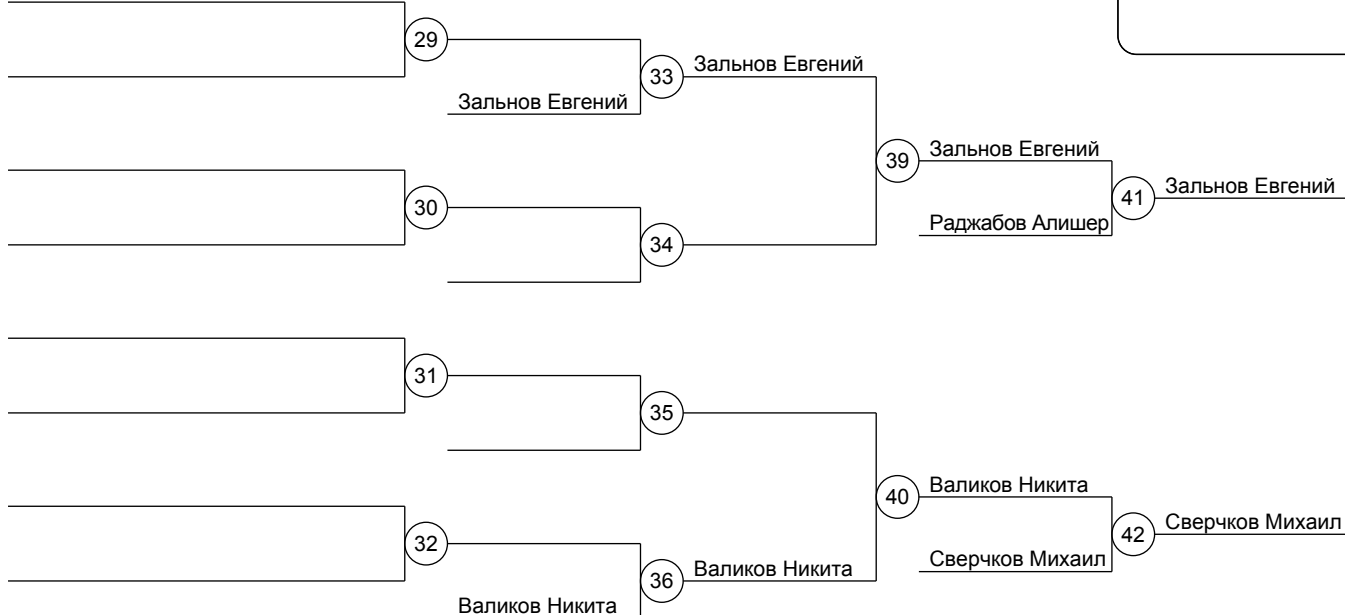 29
33
Зальнов Евгений
Зальнов Евгений
39
Зальнов Евгений
41
Зальнов Евгений
Раджабов Алишер
30
34
31
35
40
Валиков Никита
42
Сверчков Михаил
Сверчков Михаил
32
36
Валиков Никита
Валиков Никита